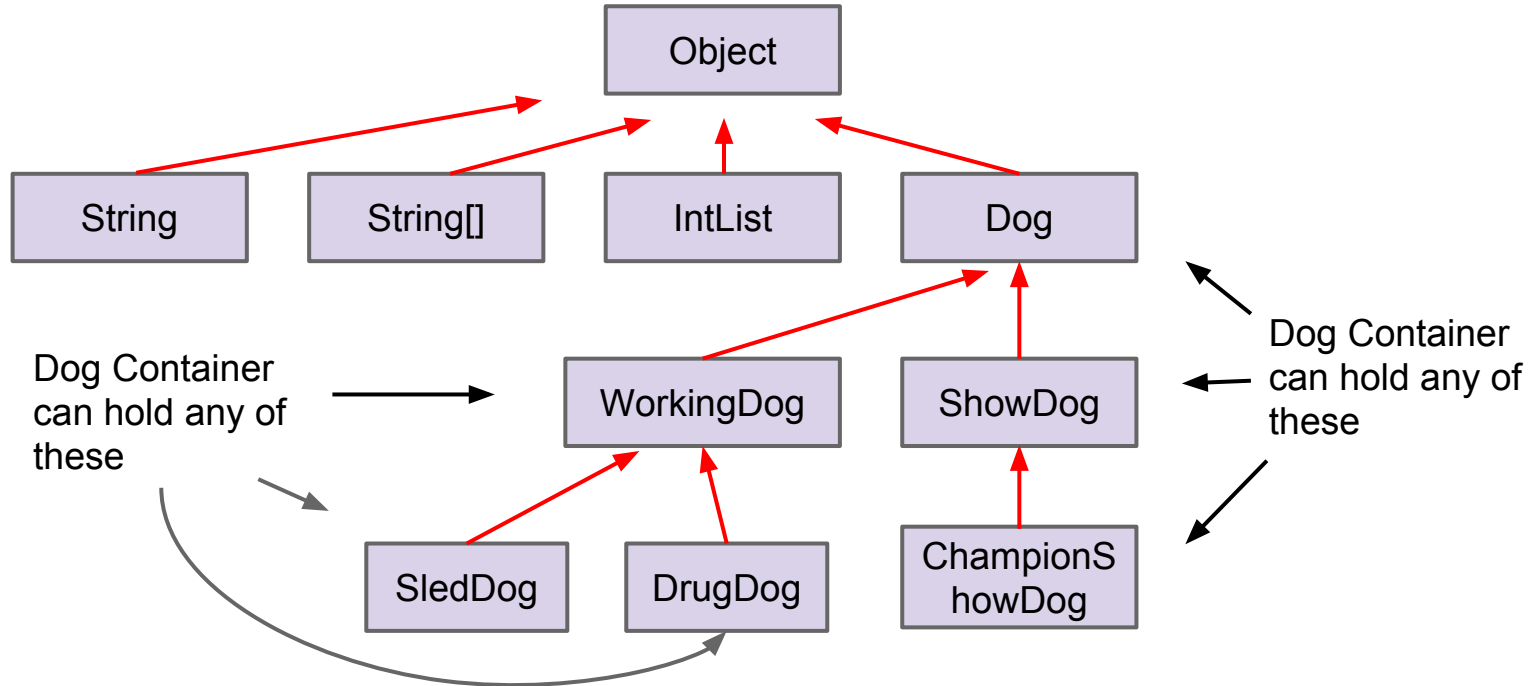 Object
String
String[]
IntList
Dog
Dog Container
can hold any of
these
WorkingDog
ShowDog
Dog Container
can hold any of
these
SledDog
DrugDog
ChampionS
howDog